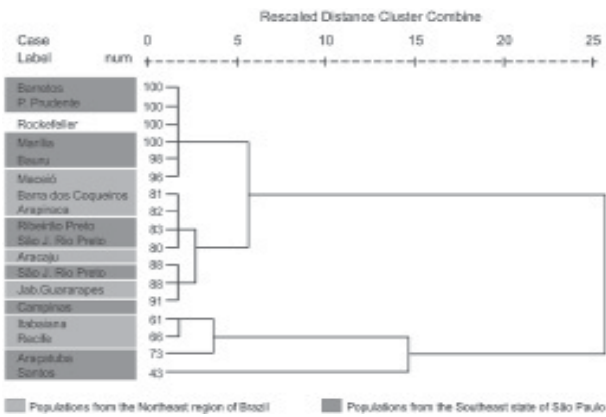 Rescaled Distance Cluster Combine
Case 0 5 10 15 20 25
Label num
Barretos 100
P. Prudente 100
Rockefeller 100
Marília 100
Bauru 98
Maceió 96
Barra dos Coqueiros 81
Arapiraca 82
Ribeirão Preto 83
São J. Rio Preto 80
Aracaju 88
São J. Rio Preto 88
Jab.Guararapes 91
Campinas
Itabaiana 61
Recife 66
Araçatuba 73
Santos 43
Populations from the Northeast region of Brazil
Populations from the Southeast state of São Paulo